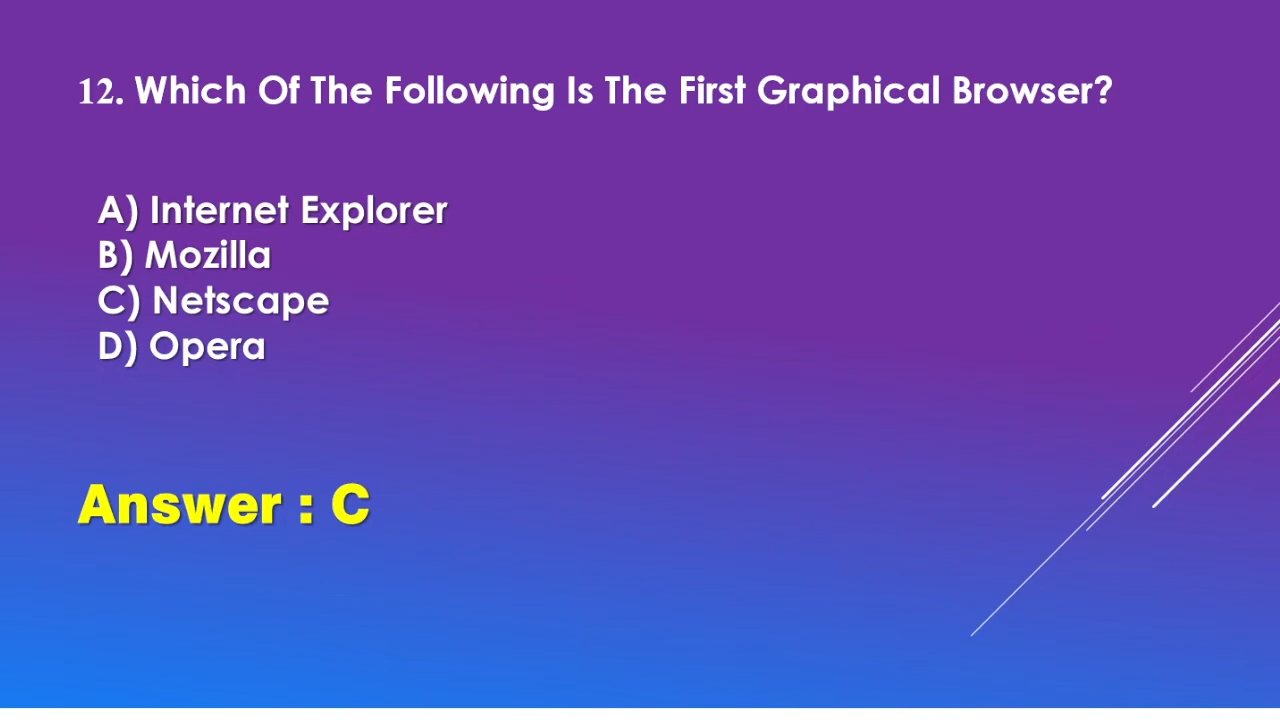 12. Which Of The Following Is The First Graphical Browser?
A) Internet Explorer
B) Mozilla
C) Netscape
D) Opera
Answer : C